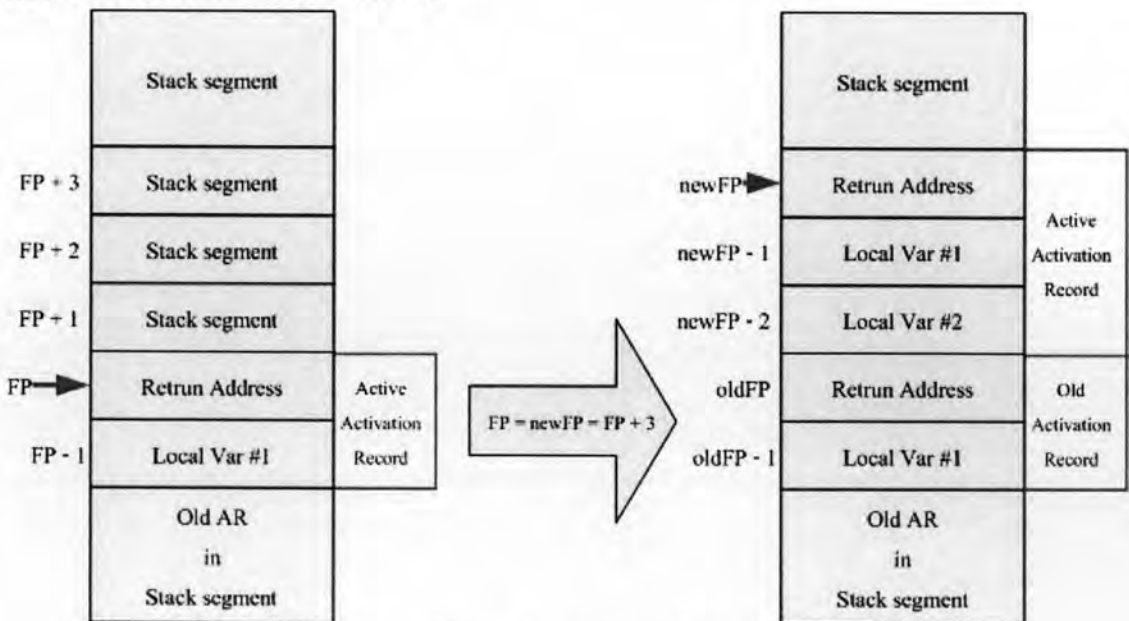 Stack segment
FP + 3
Stack segment
FP + 2
Stack segment
FP + 1
Stack segment
FP
Retrun Address
FP - 1
Local Var #1
Active
Activation
Record
Old AR
in
Stack segment
FP = newFP = FP + 3
Stack segment
newFP
Retrun Address
newFP - 1
Local Var #1
newFP - 2
Local Var #2
Active
Activation
Record
oldFP
Retrun Address
oldFP - 1
Local Var #1
Old
Activation
Record
Old AR
in
Stack segment